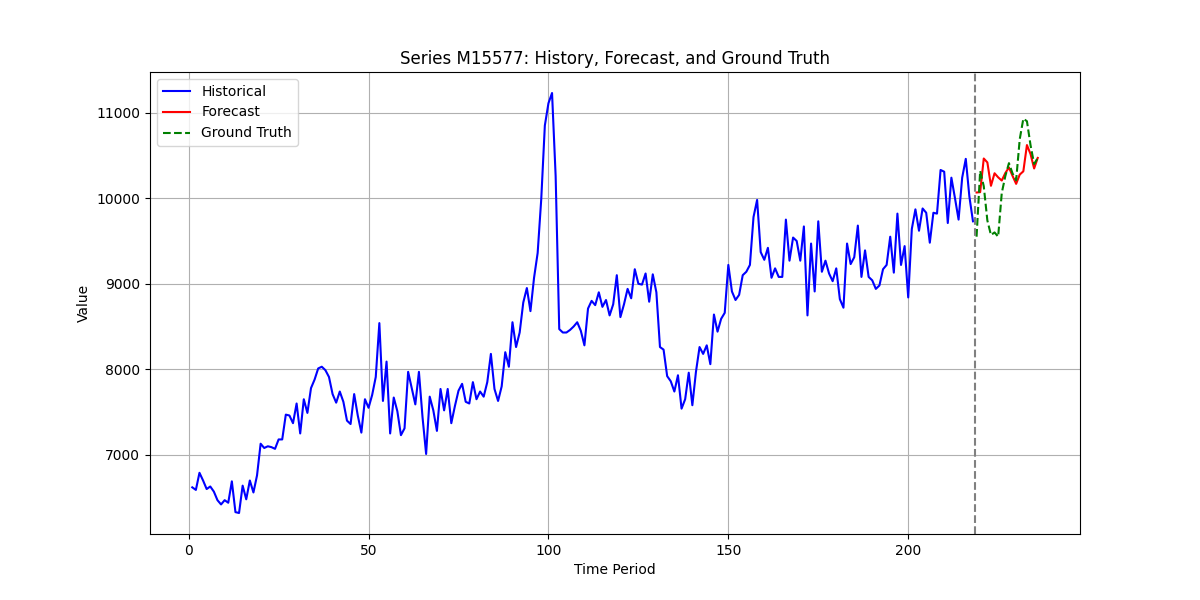 Series M15577: History, Forecast, and Ground Truth
Historical
Forecast
Ground Truth
11000
10000
9000
8000
7000
Value
0
50
100
150
200
Time Period